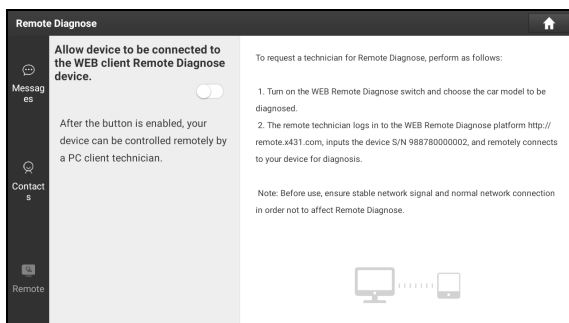 Remote Diagnose
Messag
es
Contact
s
Remote
Allow device to be connected to
the WEB client Remote Diagnose
device.
After the button is enabled, your
device can be controlled remotely by
a PC client technician.
To request a technician for Remote Diagnose, perform as follows:
1. Turn on the WEB Remote Diagnose switch and choose the car model to be
diagnosed.
2. The remote technician logs in to the WEB Remote Diagnose platform http://
remote.x431.com, inputs the device S/N 988780000002, and remotely connects
to your device for diagnosis.
Note: Before use, ensure stable network signal and normal network connection
in order not to affect Remote Diagnose.